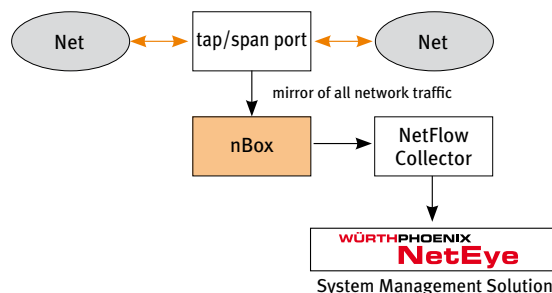 Net
tap/span port
Net
mirror of all network traffic
nBox
NetFlow
Collector
WÜRTHPHOENIX
NetEye
System Management Solution